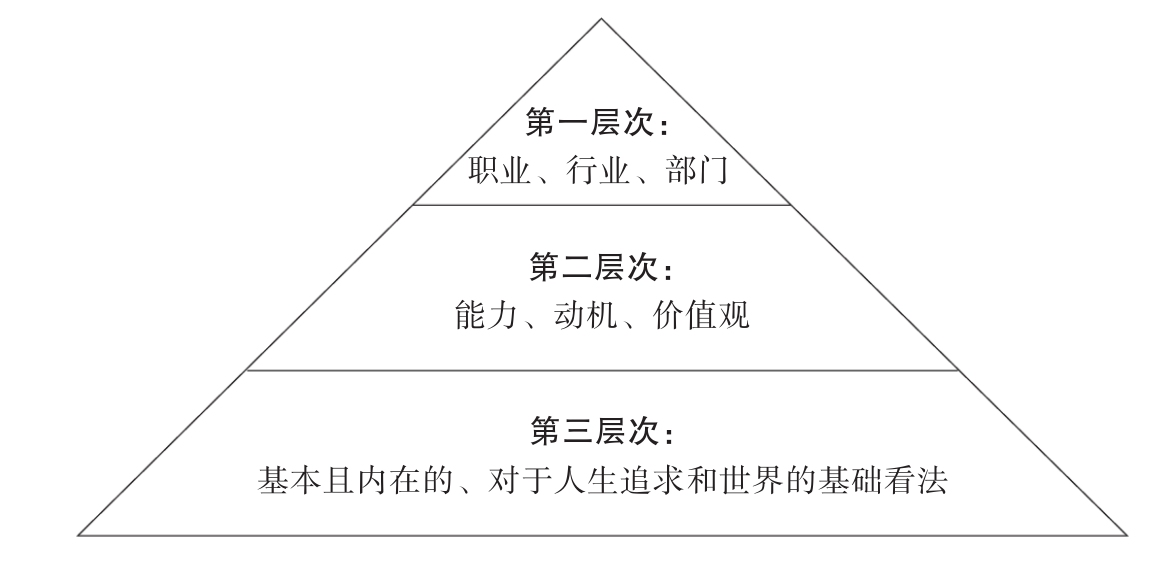 第一层次：
职业、行业、部门
第二层次：
能力、动机、价值观
第三层次：
基本且内在的、对于人生追求和世界的基础看法